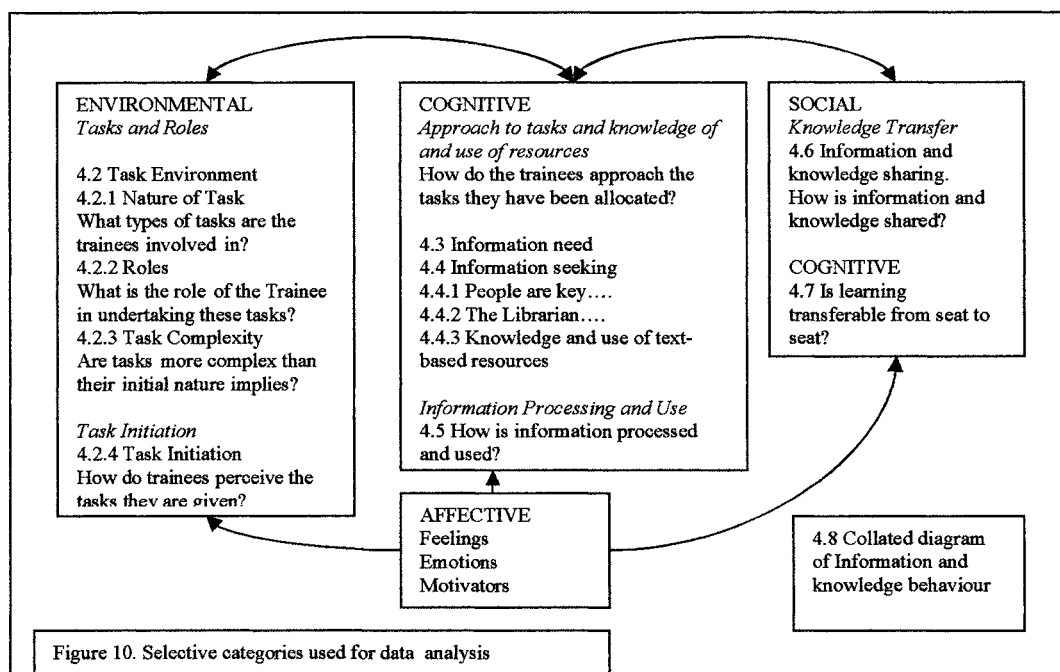 ENVIRONMENTAL
Tasks and Roles
4.2 Task Environment
4.2.1 Nature of Task
What types of tasks are the
trainees involved in?
4.2.2 Roles
What is the role of the Trainee
in undertaking these tasks?
4.2.3 Task Complexity
Are tasks more complex than
their initial nature implies?
Task Initiation
4.2.4 Task Initiation
How do trainees perceive the
tasks they are given?
COGNITIVE
Approach to tasks and knowledge of
and use of resources
How do the trainees approach the
tasks they have been allocated?
4.3 Information need
4.4 Information seeking
4.4.1 People are key….
4.4.2 The Librarian….
4.4.3 Knowledge and use of text-
based resources
Information Processing and Use
4.5 How is information processed
and used?
SOCIAL
Knowledge Transfer
4.6 Information and
knowledge sharing.
How is information and
knowledge shared?
COGNITIVE
4.7 Is learning
transferable from seat to
seat?
AFFECTIVE
Feelings
Emotions
Motivators
4.8 Collated diagram
of Information and
knowledge behaviour
Figure 10. Selective categories used for data analysis